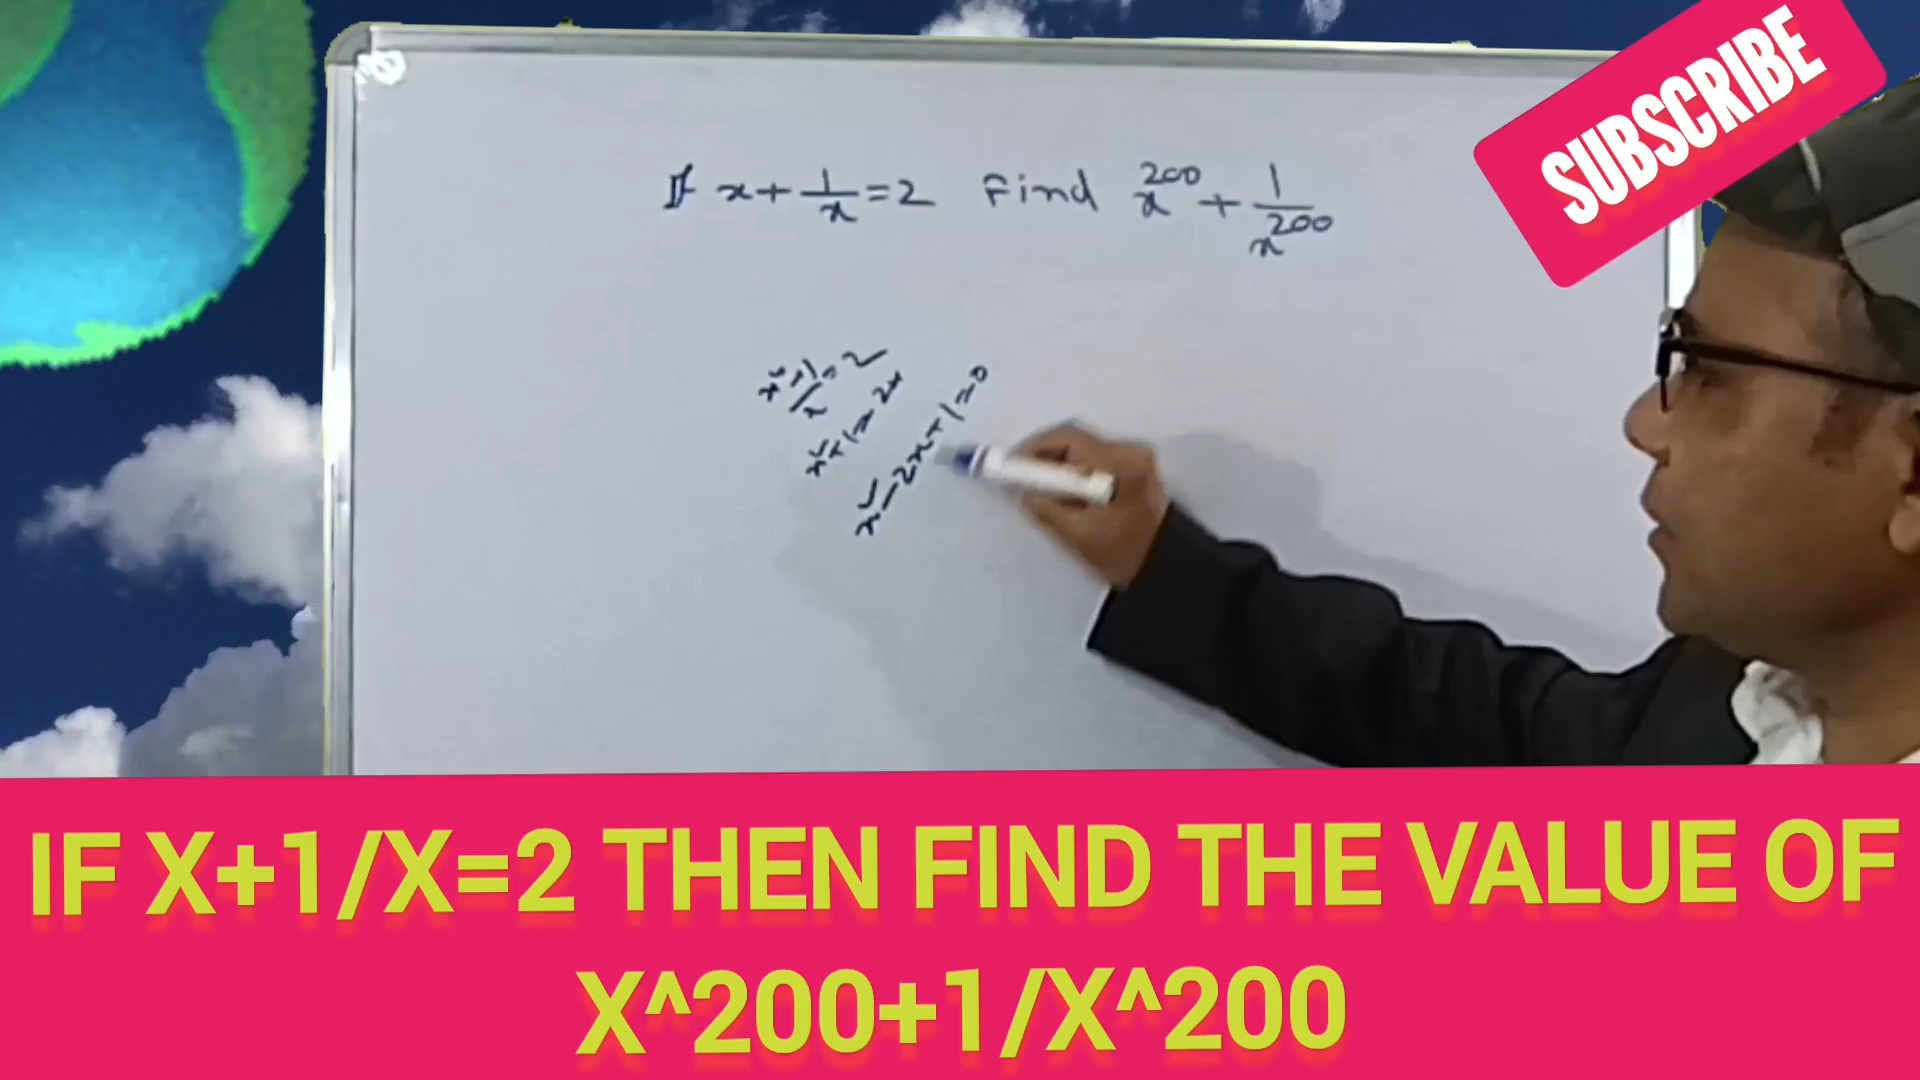 SUBSCRIBE
If x + 1/x = 2 Find x^200 + 1/x^200
x² + 1/x = 2
x² + 1 = 2x
x² - 2x + 1 = 0
IF X+1/X=2 THEN FIND THE VALUE OF
X^200+1/X^200